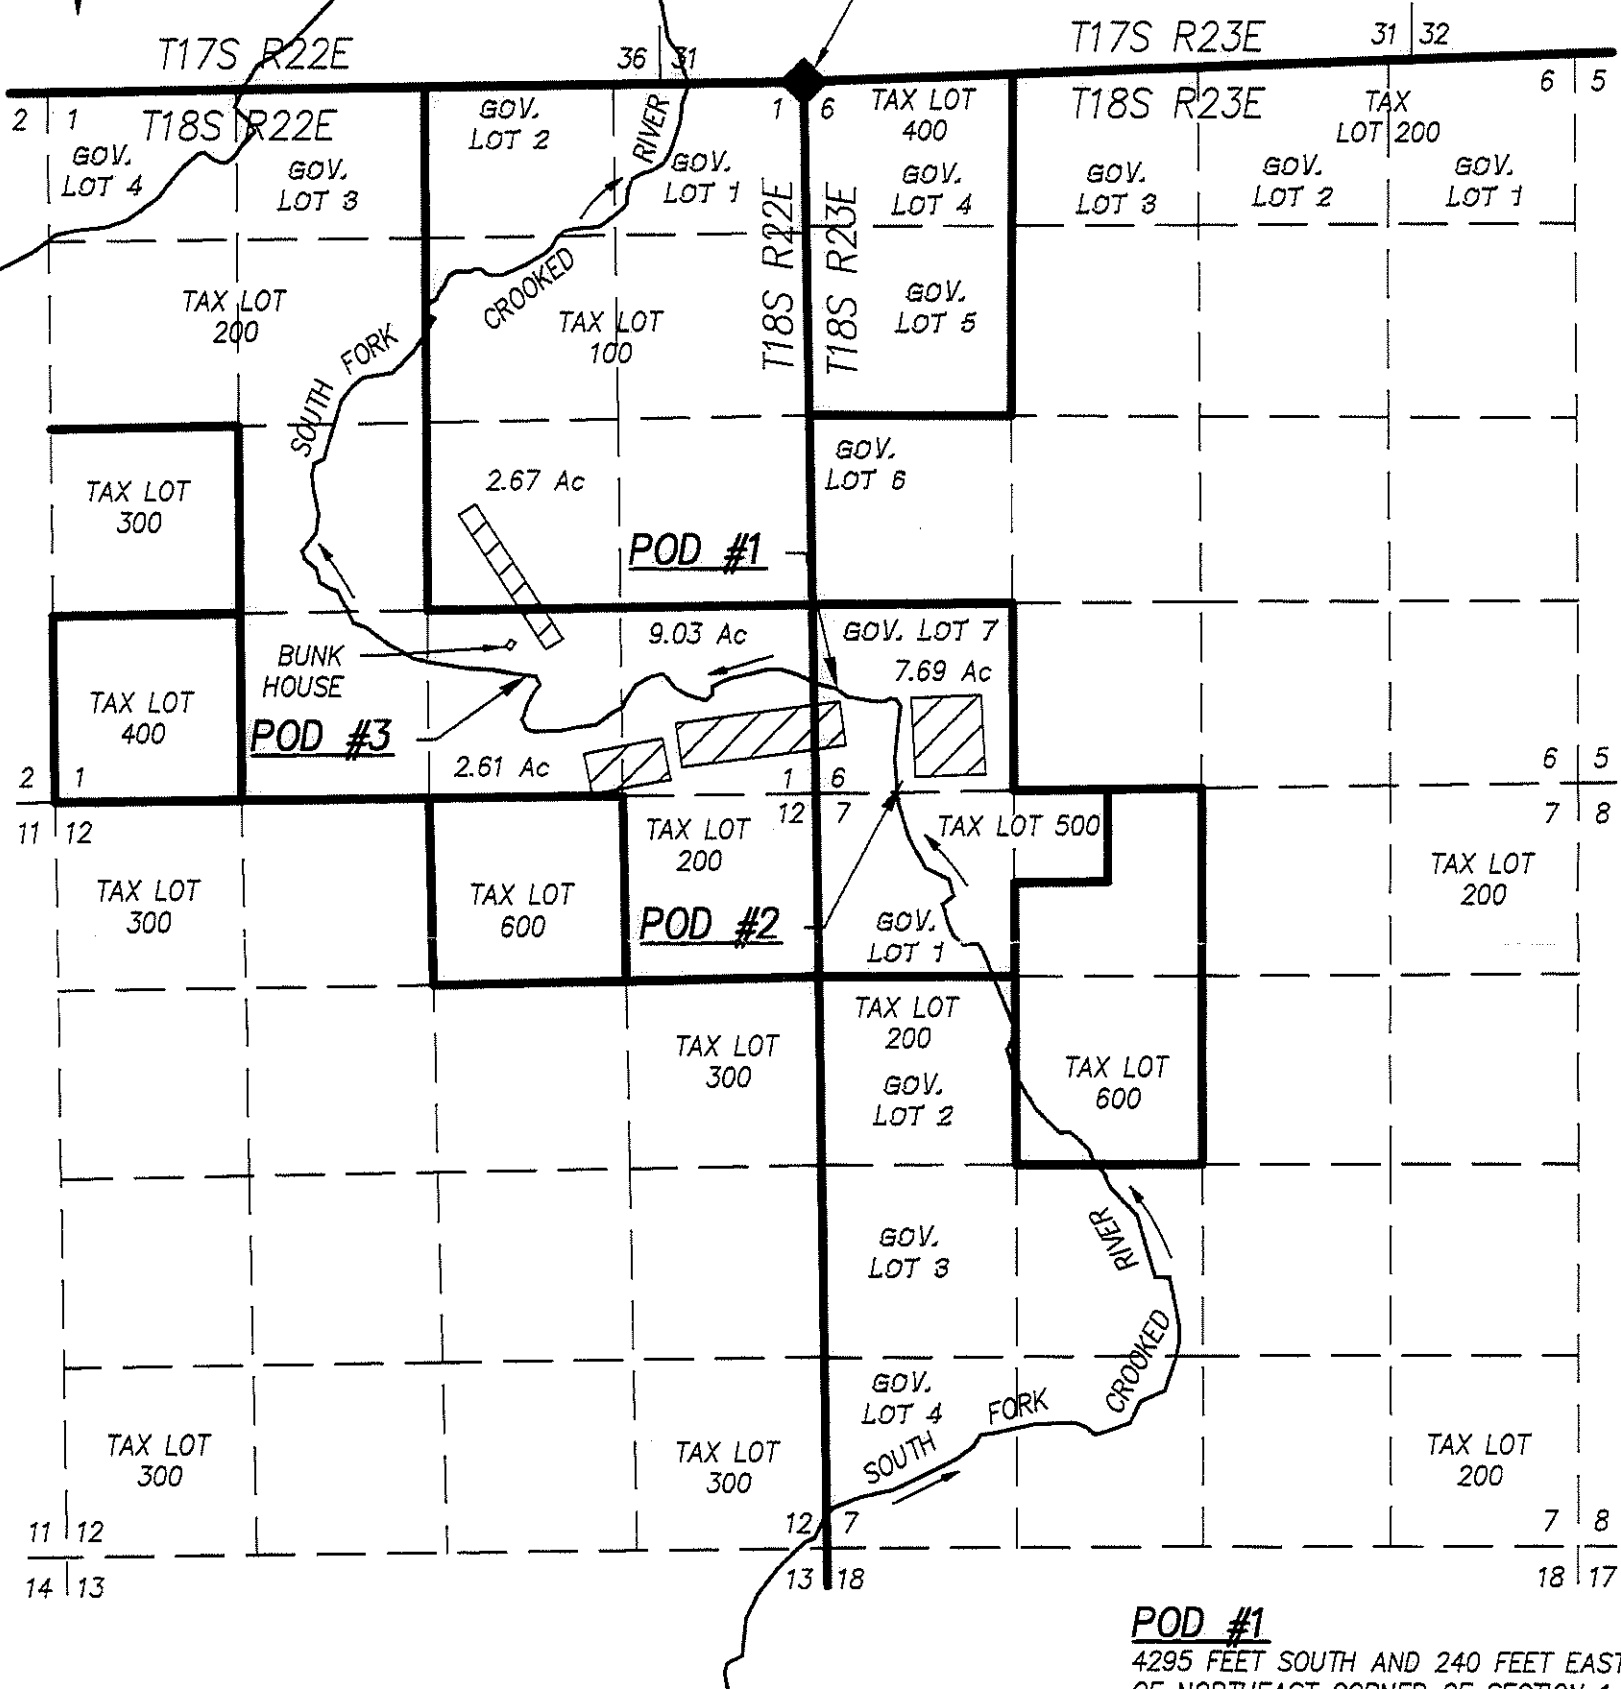 T17S R22E
36 31
T17S R23E
31 32
2 1
T18S R22E
1 6
T18S R23E
6 5
GOV.
LOT 4
GOV.
LOT 3
GOV.
LOT 2
RIVER
GOV.
LOT 1
TAX LOT
400
GOV.
LOT 4
GOV.
LOT 3
GOV.
LOT 2
TAX
LOT 200
GOV.
LOT 1
T18S R22E
T18S R23E
CROOKED
TAX LOT
200
FORK
SOUTH
TAX LOT
100
GOV.
LOT 5
GOV.
LOT 6
TAX LOT
300
2.67 Ac
POD #1
BUNK
HOUSE
9.03 Ac
GOV. LOT 7
7.69 Ac
TAX LOT
400
POD #3
2.61 Ac
2 1
11 12
1 6
12 7
6 5
7 8
TAX LOT
200
TAX LOT 500
TAX LOT
300
TAX LOT
600
POD #2
GOV.
LOT 1
TAX LOT
200
TAX LOT
300
TAX LOT
200
GOV.
LOT 2
TAX LOT
600
GOV.
LOT 3
RIVER
CROOKED
GOV.
LOT 4
FORK
SOUTH
TAX LOT
300
TAX LOT
300
TAX LOT
200
11 12
14 13
12 7
13 18
7 8
18 17
POD #1
4295 FEET SOUTH AND 240 FEET EAST
OF NORTHEAST CORNER OF SECTION 1